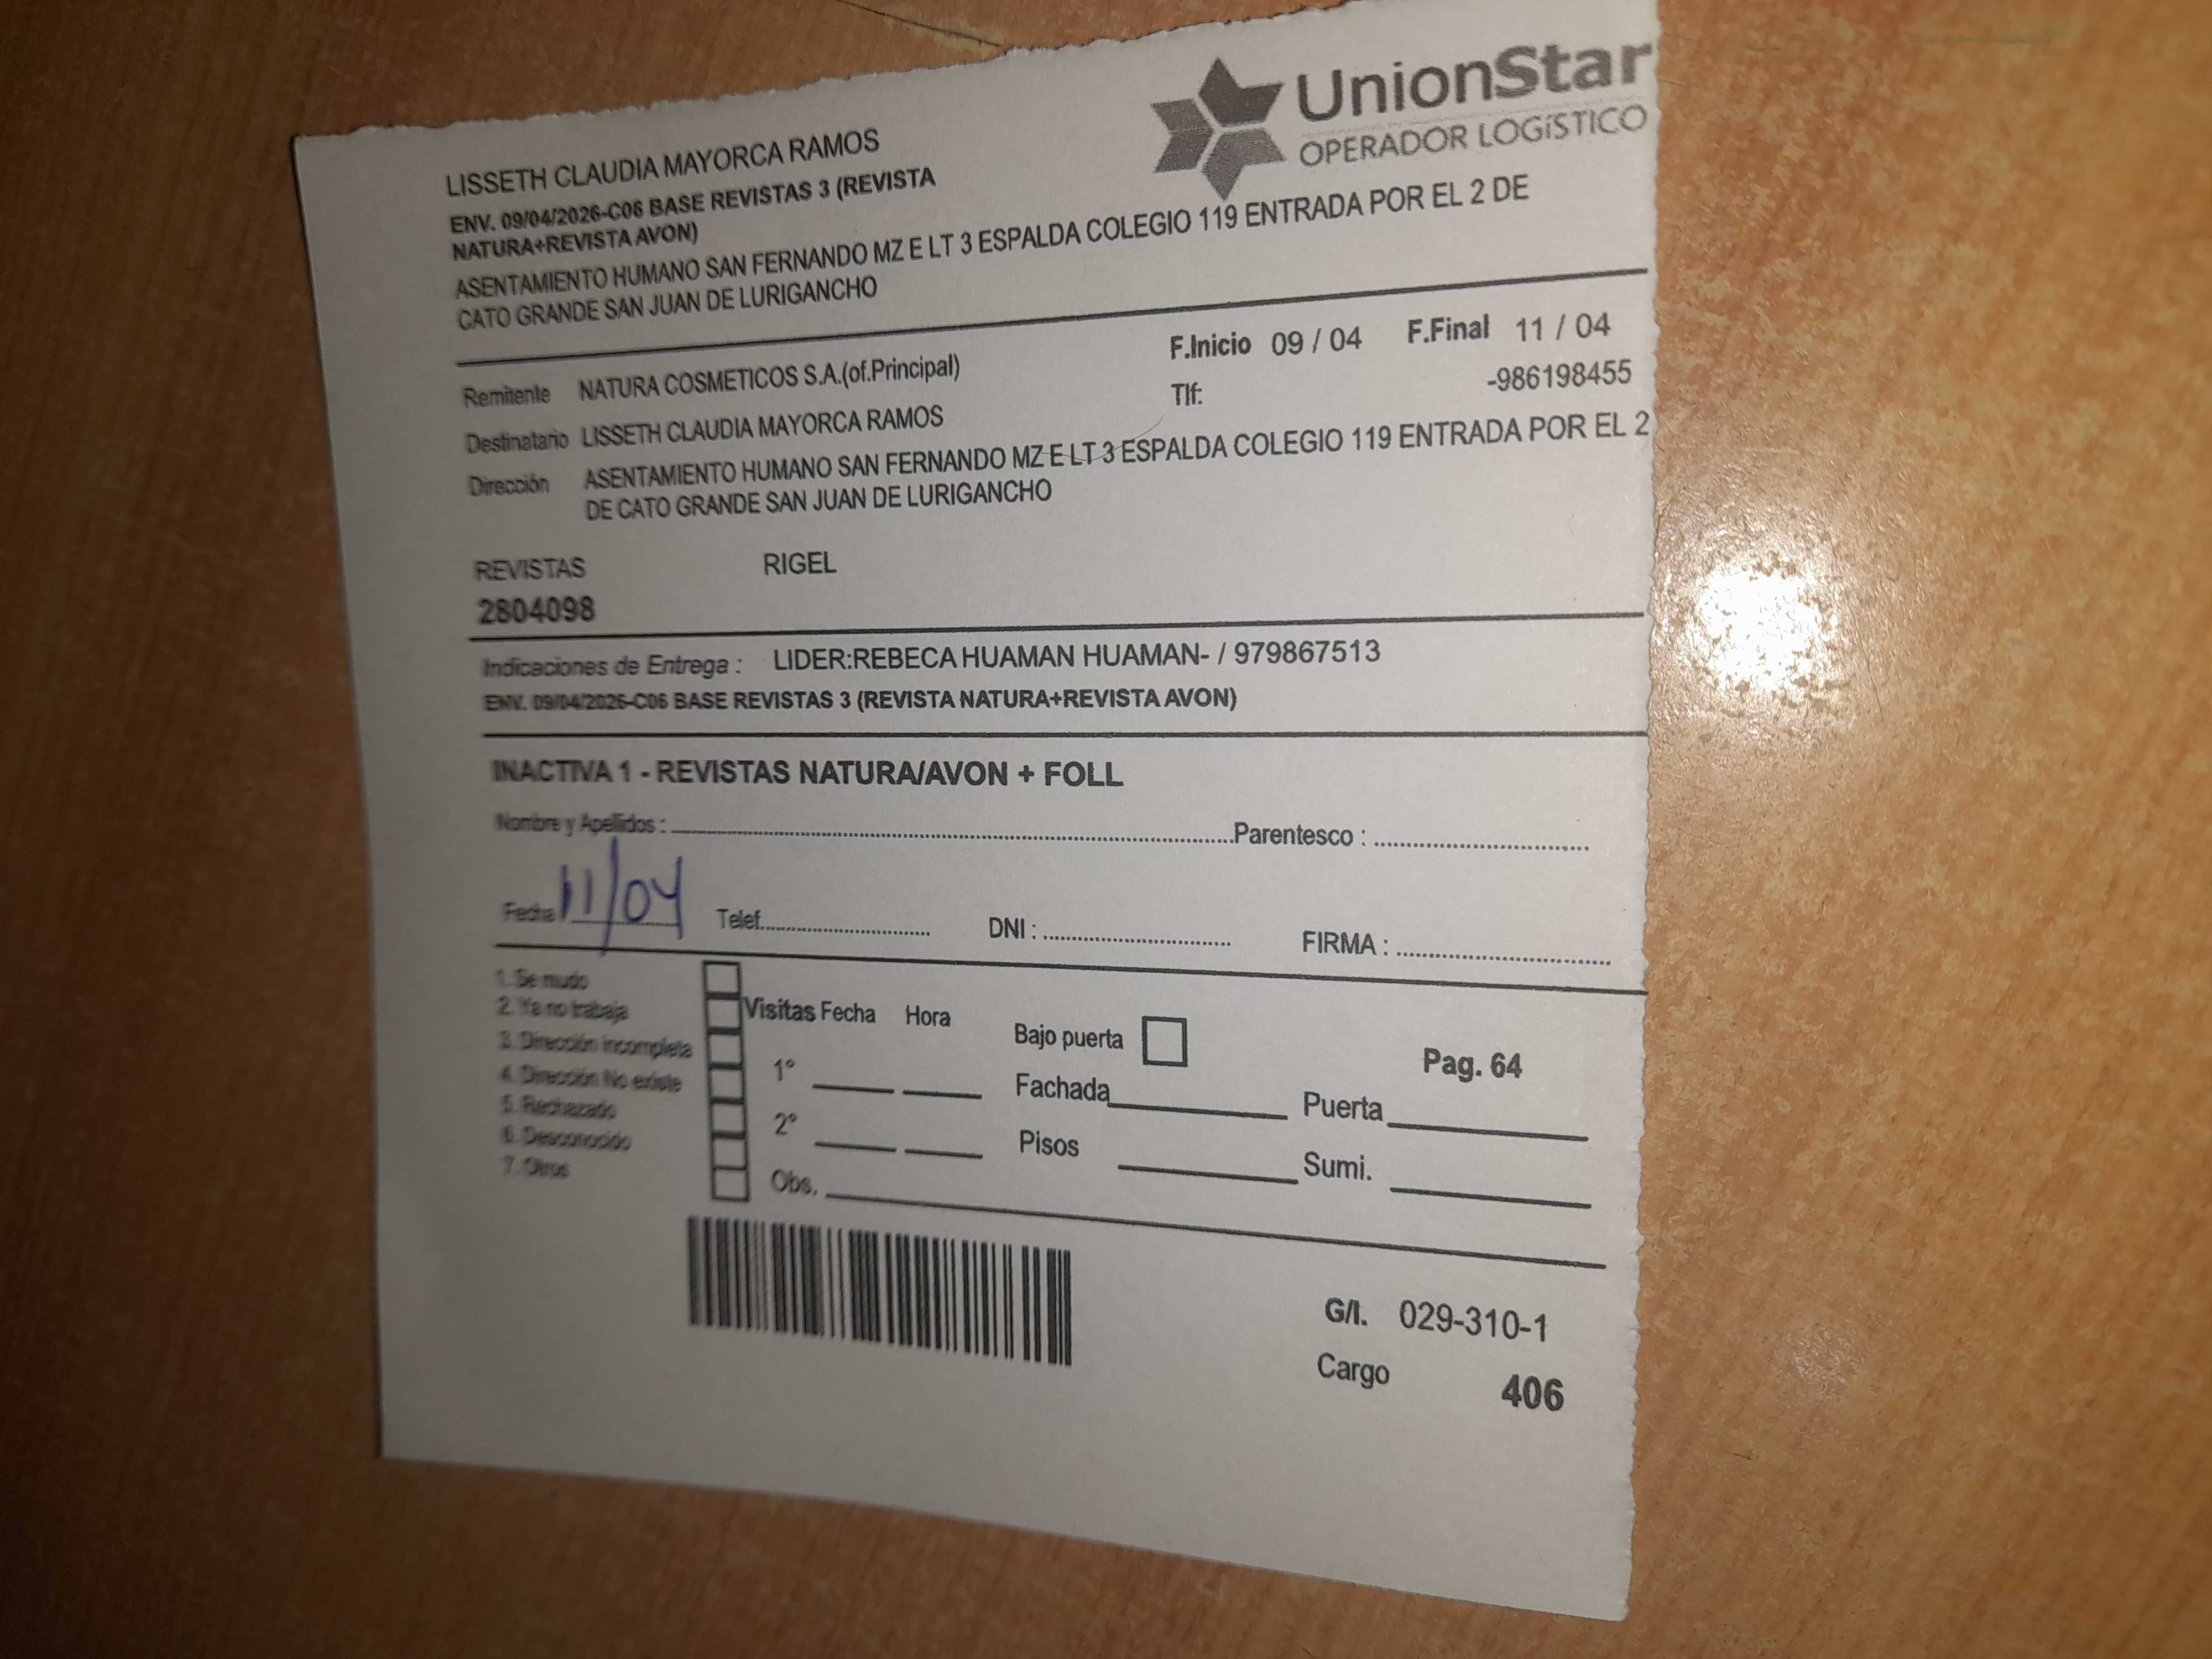 UnionStar
OPERADOR LOGíSTICO
LISSETH CLAUDIA MAYORCA RAMOS
ENV. 09/04/2026-C06 BASE REVISTAS 3 (REVISTA
NATURA+REVISTA AVON)
ASENTAMIENTO HUMANO SAN FERNANDO MZ E LT 3 ESPALDA COLEGIO 119 ENTRADA POR EL 2 DE
CATO GRANDE SAN JUAN DE LURIGANCHO
F.Inicio 09 / 04 F.Final 11 / 04
Remitente NATURA COSMETICOS S.A.(of.Principal) Tlf: -986198455
Destinatario LISSETH CLAUDIA MAYORCA RAMOS
Dirección ASENTAMIENTO HUMANO SAN FERNANDO MZ E LT 3 ESPALDA COLEGIO 119 ENTRADA POR EL 2
DE CATO GRANDE SAN JUAN DE LURIGANCHO
REVISTAS RIGEL
2804098
Indicaciones de Entrega : LIDER:REBECA HUAMAN HUAMAN- / 979867513
ENV. 09/04/2026-C06 BASE REVISTAS 3 (REVISTA NATURA+REVISTA AVON)
INACTIVA 1 - REVISTAS NATURA/AVON + FOLL
Nombre y Apellidos : Parentesco :
Fecha 11/04 Telef. DNI : FIRMA :
1. Se mudo
2. Ya no trabaja
3. Dirección incompleta
4. Dirección No existe
5. Rechazado
6. Desconocido
7. Otros
Visitas Fecha Hora
1°
2°
Obs.
Bajo puerta
Fachada Puerta
Pisos Sumi.
Pag. 64
G/I. 029-310-1
Cargo 406